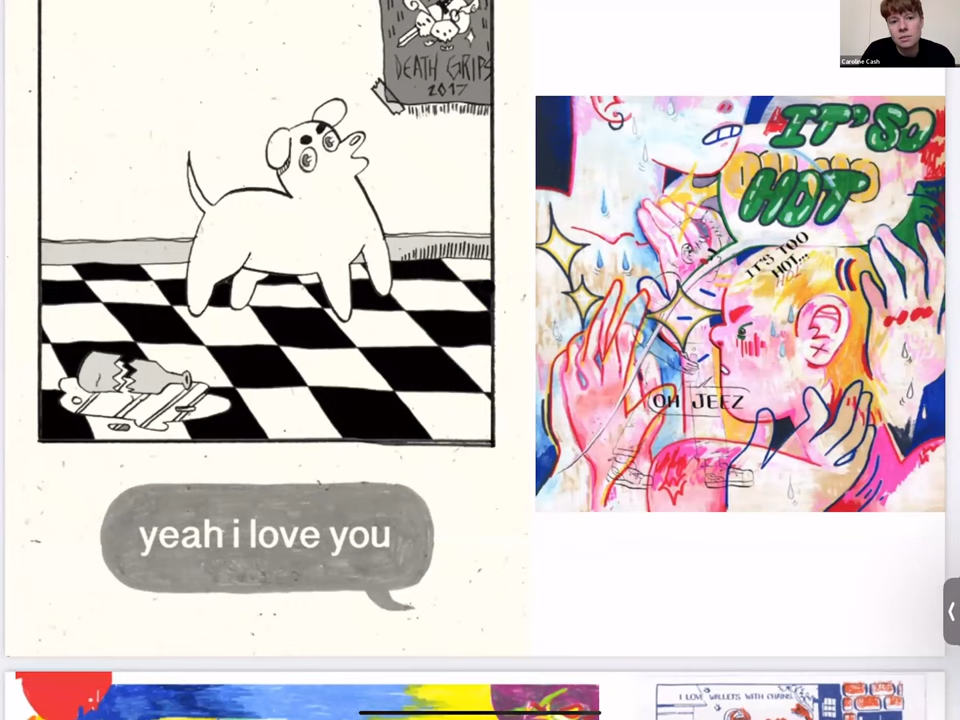 DEATH GRIPS
2017
yeah i love you
Caroline Cash
IT'S SO
HOT
IT'S TOO
HOT...
OH JEEZ
I LOVE WALLETS WITH CHAINS